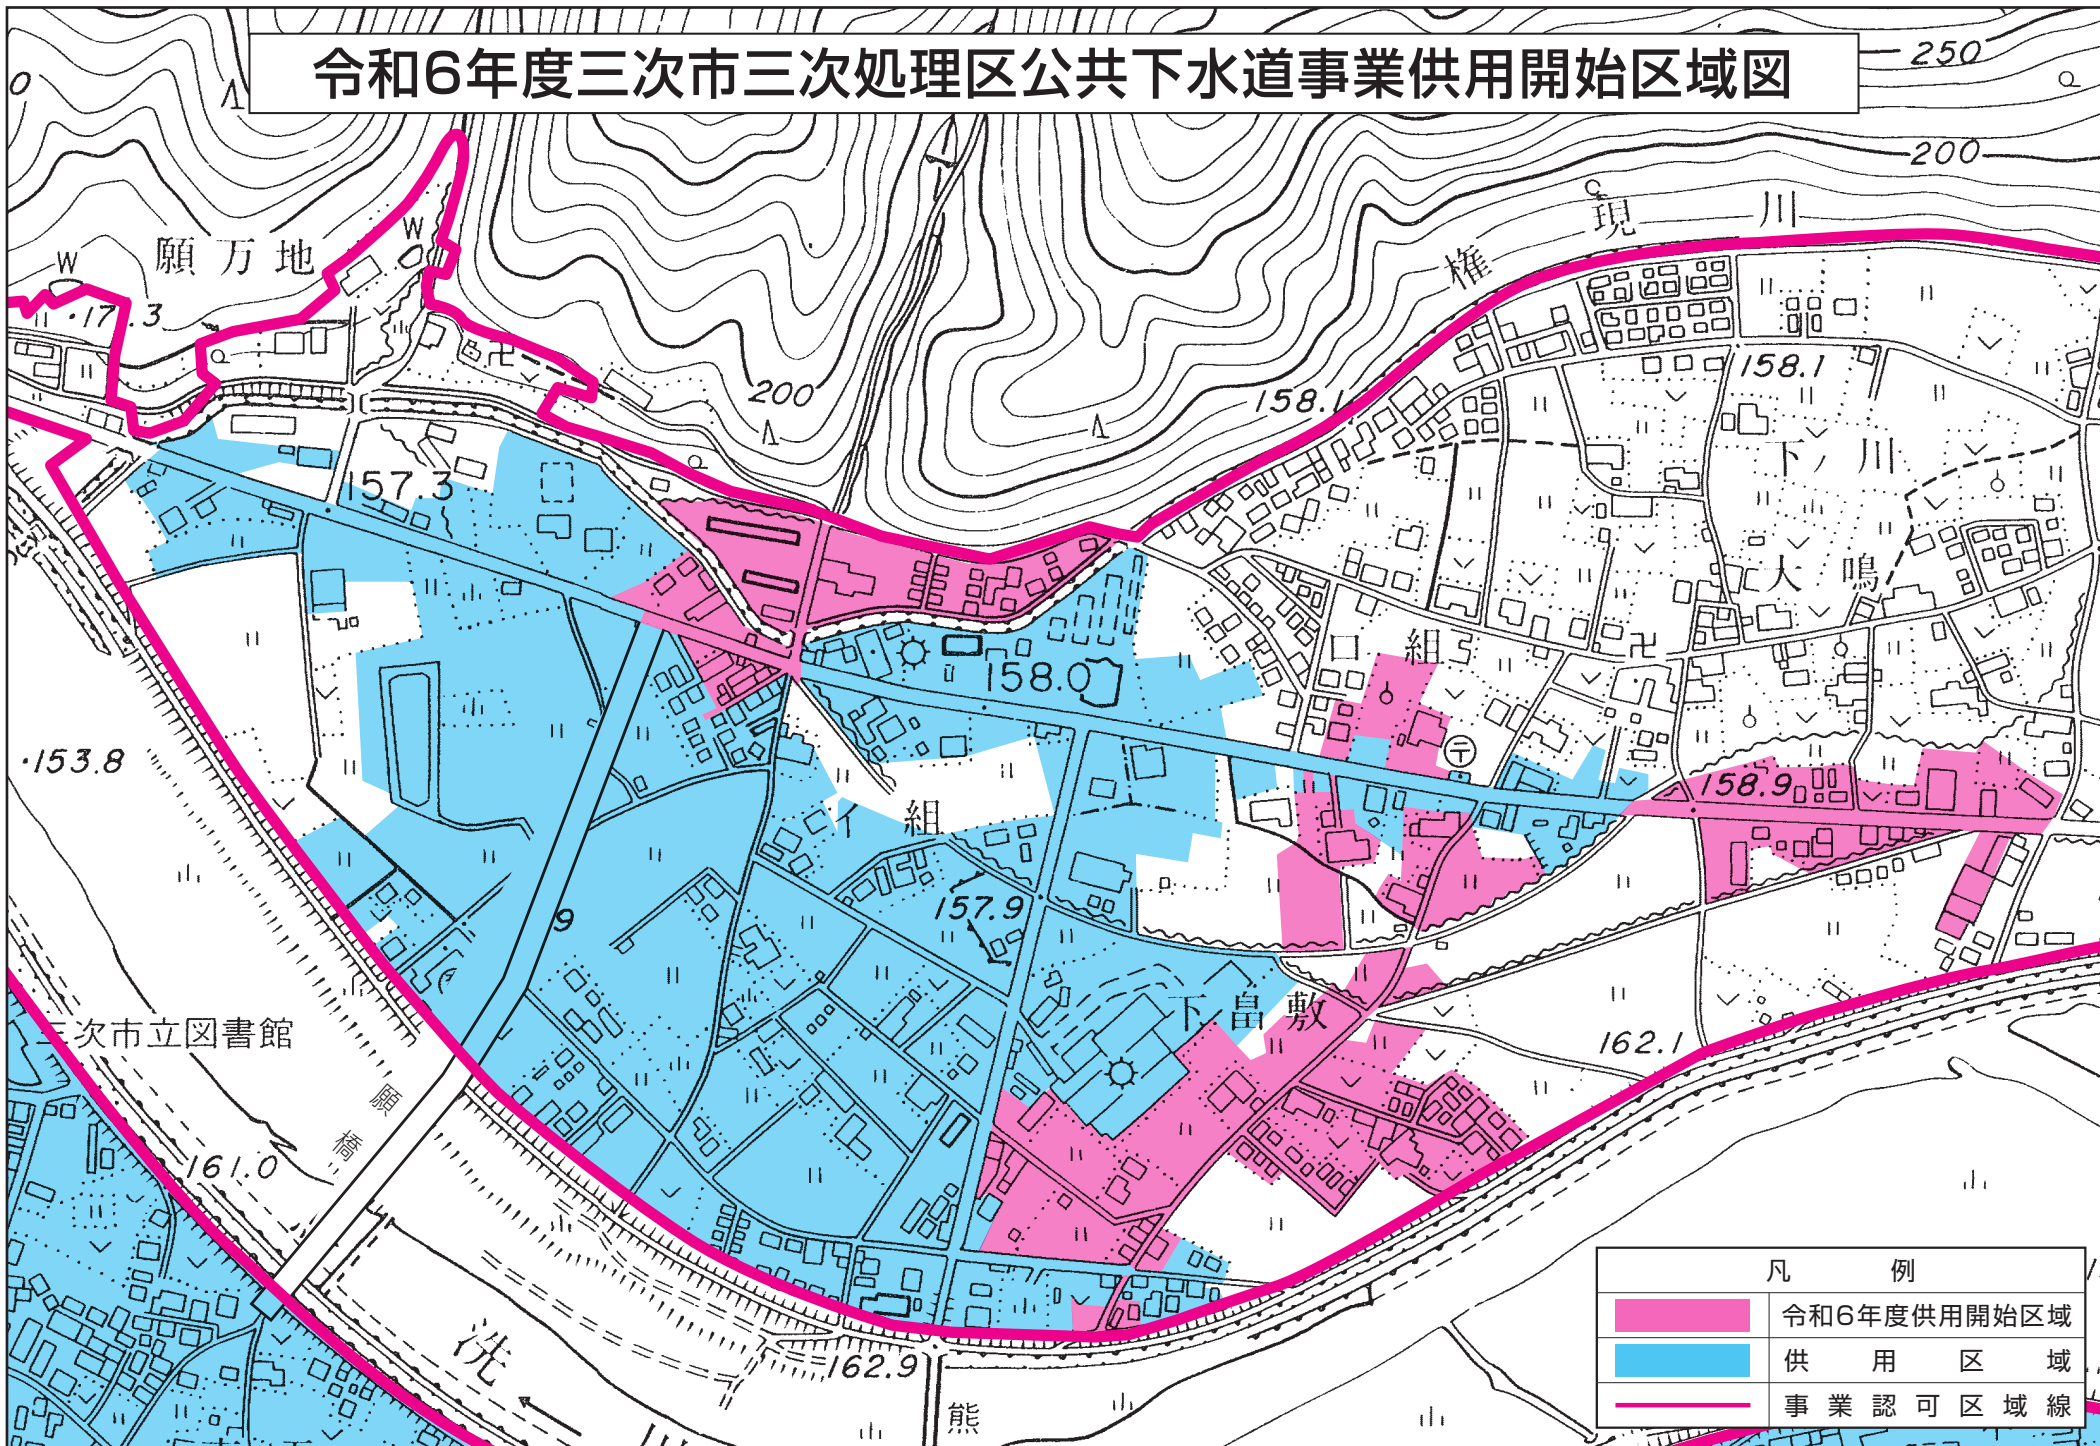 令和6年度三次市三次処理区公共下水道事業供用開始区域図
250
0
200
権現川
願万地
W
W
158.1
158.1
200
157.3
下ノ川
大鳴
口組
158.0
・153.8
158.9
イ組
157.9
9
下畠敷
三次市立図書館
162.1
願橋
161.0
162.9
洗川
熊
凡例
令和6年度供用開始区域
供用区域
事業認可区域線